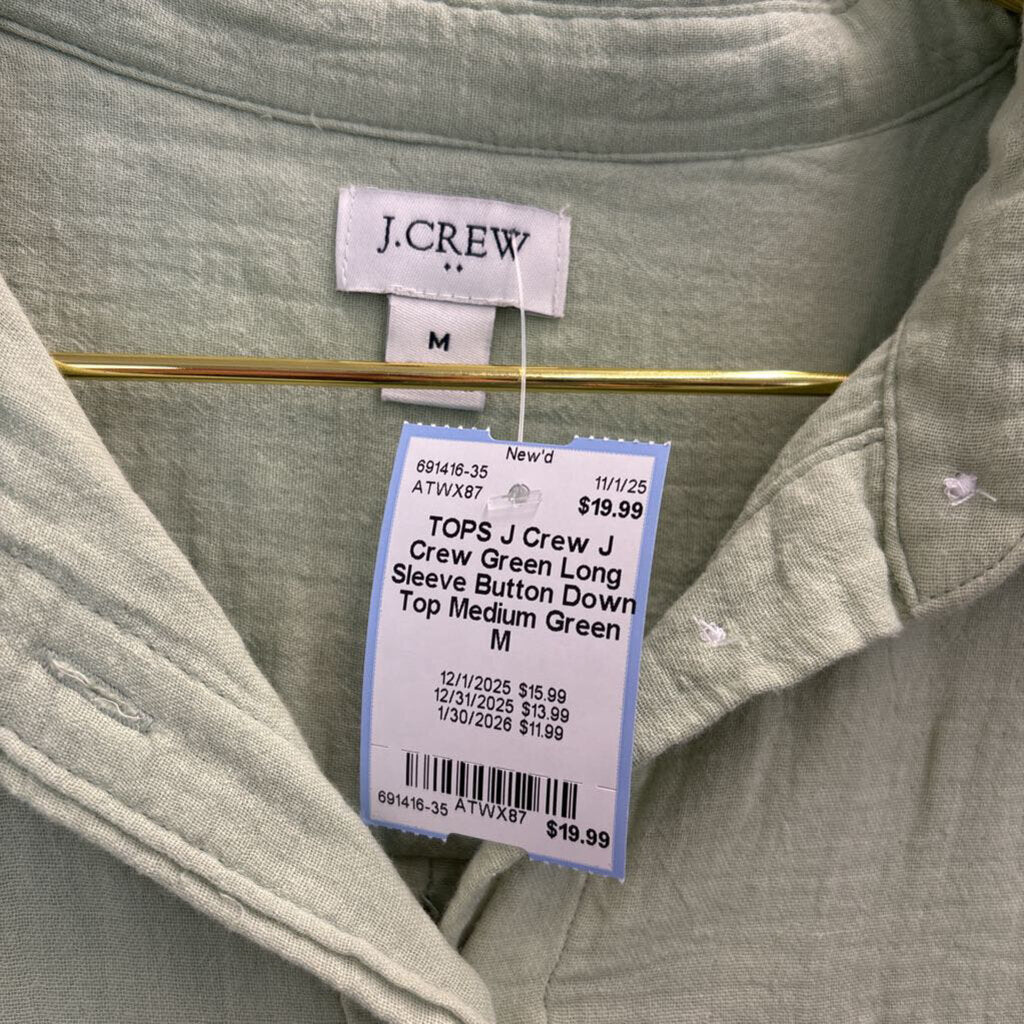 J.CREW
M
New'd
691416-35 11/1/25
ATWX87 $19.99
TOPS J Crew J
Crew Green Long
Sleeve Button Down
Top Medium Green
M
12/1/2025 $15.99
12/31/2025 $13.99
1/30/2026 $11.99
691416-35 ATWX87 $19.99